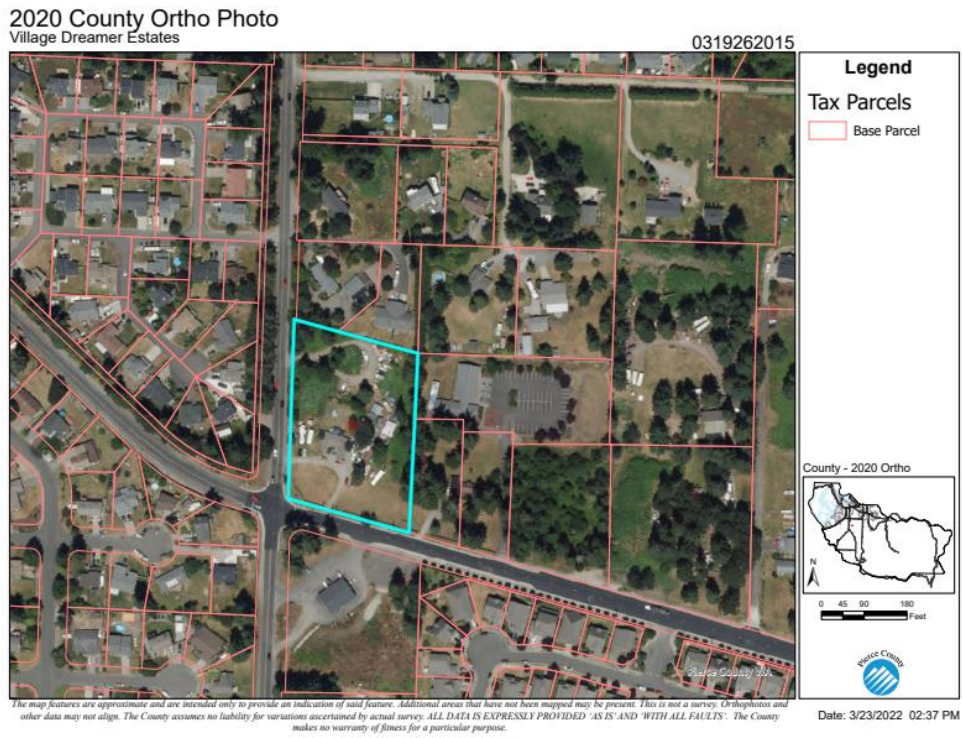 2020 County Ortho Photo
Village Dreamer Estates
0319262015
Legend
Tax Parcels
Base Parcel
County - 2020 Ortho
N
0 45 90 180
Feet
Pierce County
Pierce County WA
The map features are approximate and are intended only to provide an indication of said feature. Additional areas that have not been mapped may be present. This is not a survey. Orthophotos and
other data may not align. The County assumes no liability for variations ascertained by actual survey. ALL DATA IS EXPRESSLY PROVIDED 'AS IS' AND 'WITH ALL FAULTS'. The County
makes no warranty of fitness for a particular purpose.
Date: 3/23/2022 02:37 PM